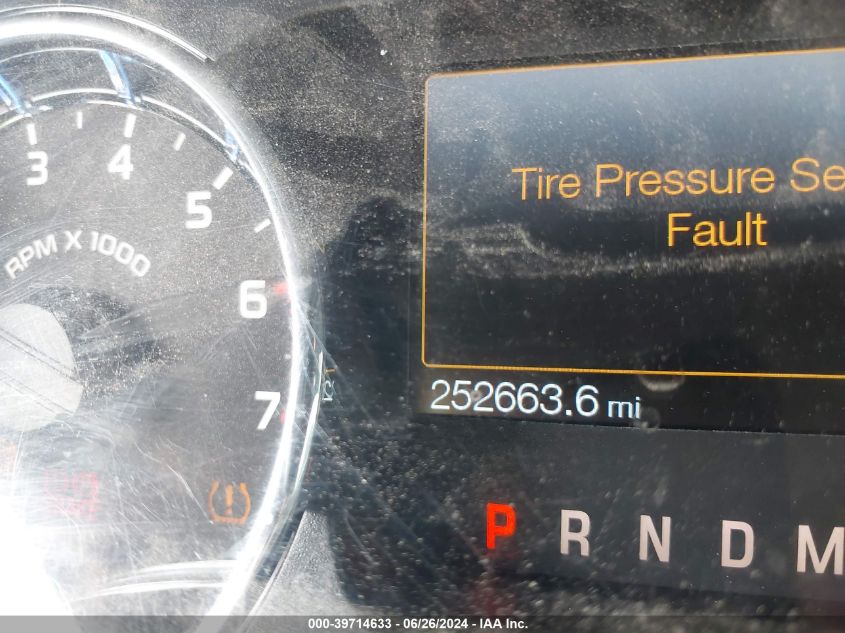 3 4 5 6 7
RPM X 1000
Tire Pressure Se
Fault
252663.6 mi
P R N D M
000-39714633 - 06/26/2024 - IAA Inc.